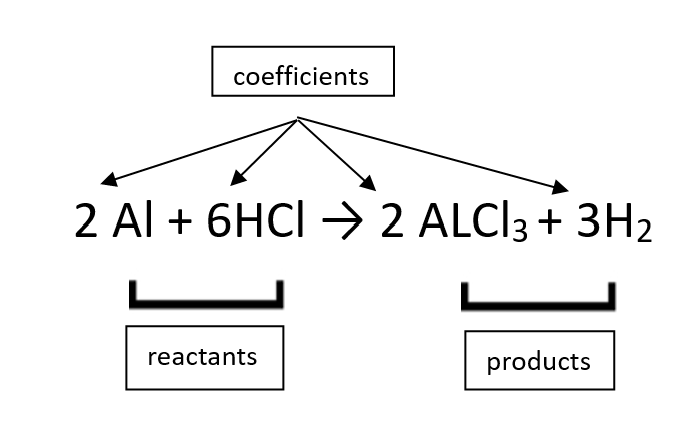 coefficients
2 Al + 6HCl → 2 ALCl₃ + 3H₂
reactants
products